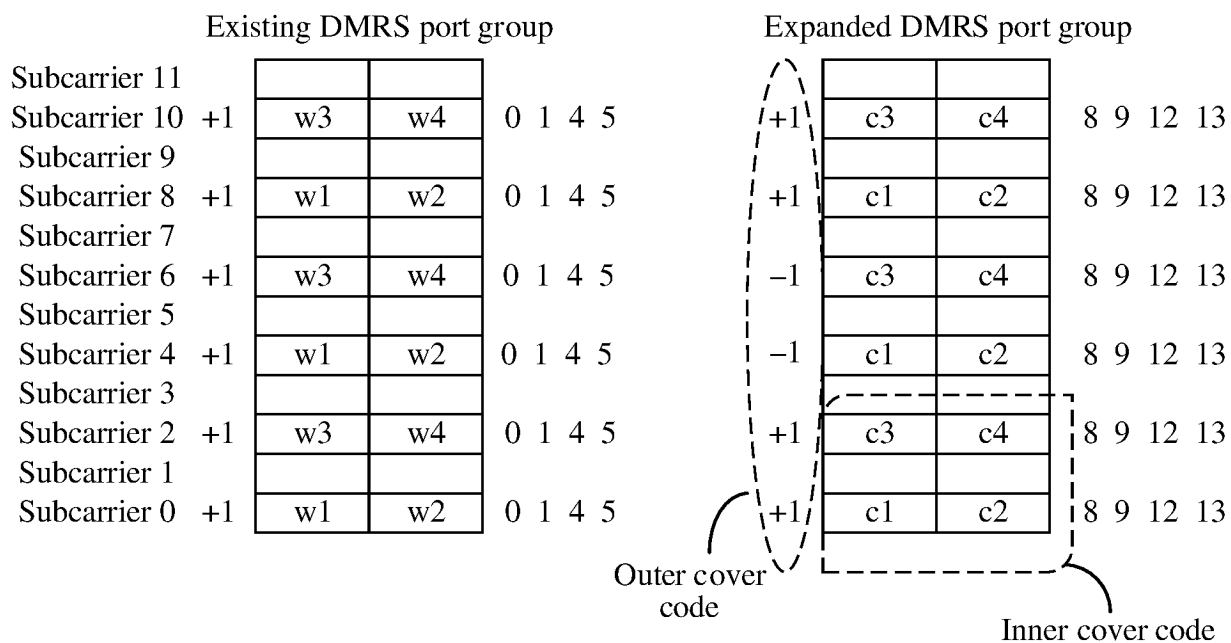 Existing DMRS port group Expanded DMRS port group
Subcarrier 11
Subcarrier 10 +1 w3 w4 0 1 4 5 +1 c3 c4 8 9 12 13
Subcarrier 9
Subcarrier 8 +1 w1 w2 0 1 4 5 +1 c1 c2 8 9 12 13
Subcarrier 7
Subcarrier 6 +1 w3 w4 0 1 4 5 –1 c3 c4 8 9 12 13
Subcarrier 5
Subcarrier 4 +1 w1 w2 0 1 4 5 –1 c1 c2 8 9 12 13
Subcarrier 3
Subcarrier 2 +1 w3 w4 0 1 4 5 +1 c3 c4 8 9 12 13
Subcarrier 1
Subcarrier 0 +1 w1 w2 0 1 4 5 +1 c1 c2 8 9 12 13
Outer cover
code
Inner cover code